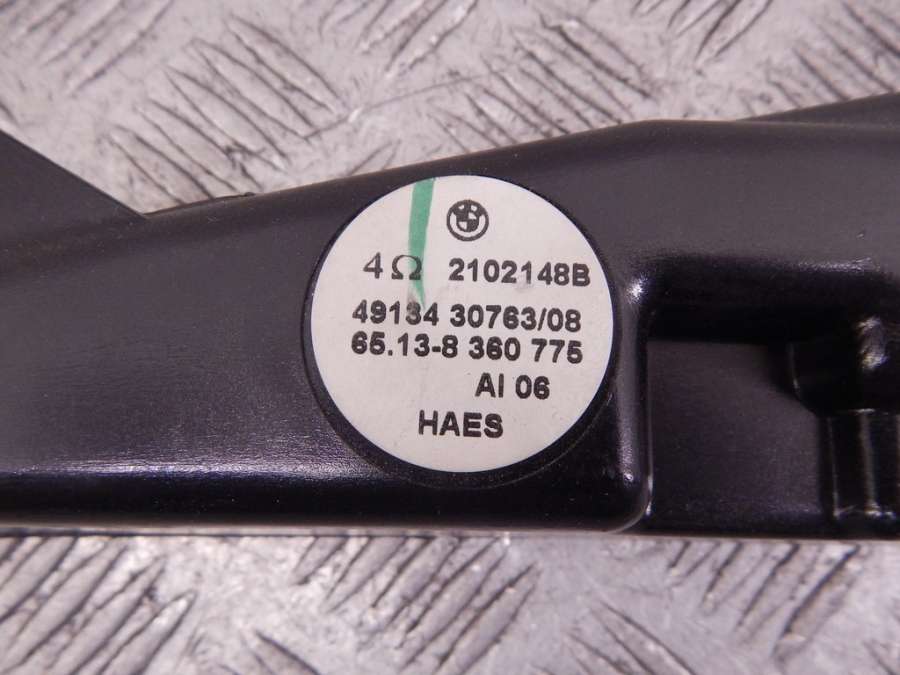 4Ω 2102148B
49134 30763/08
65.13-8 360 775
AI 06
HAES